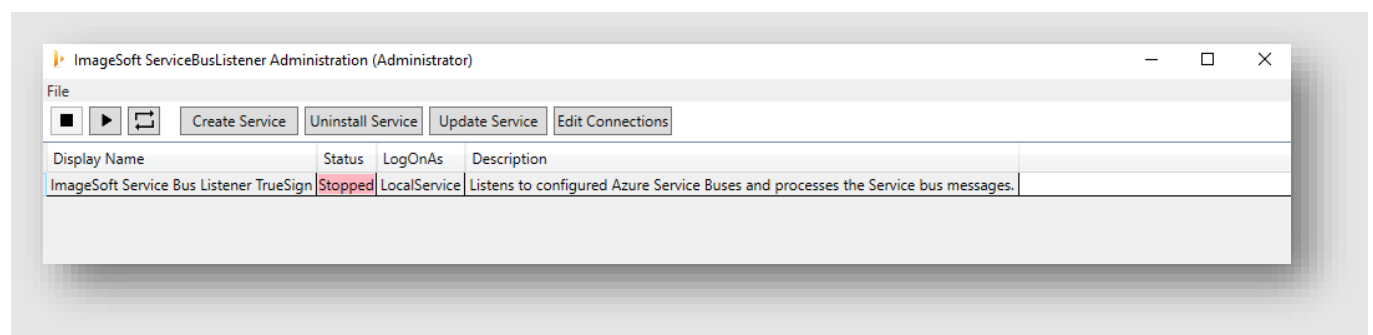 ImageSoft ServiceBusListener Administration (Administrator)
File
Create Service Uninstall Service Update Service Edit Connections
Display Name Status LogOnAs Description
ImageSoft Service Bus Listener TrueSign Stopped LocalService Listens to configured Azure Service Buses and processes the Service bus messages.